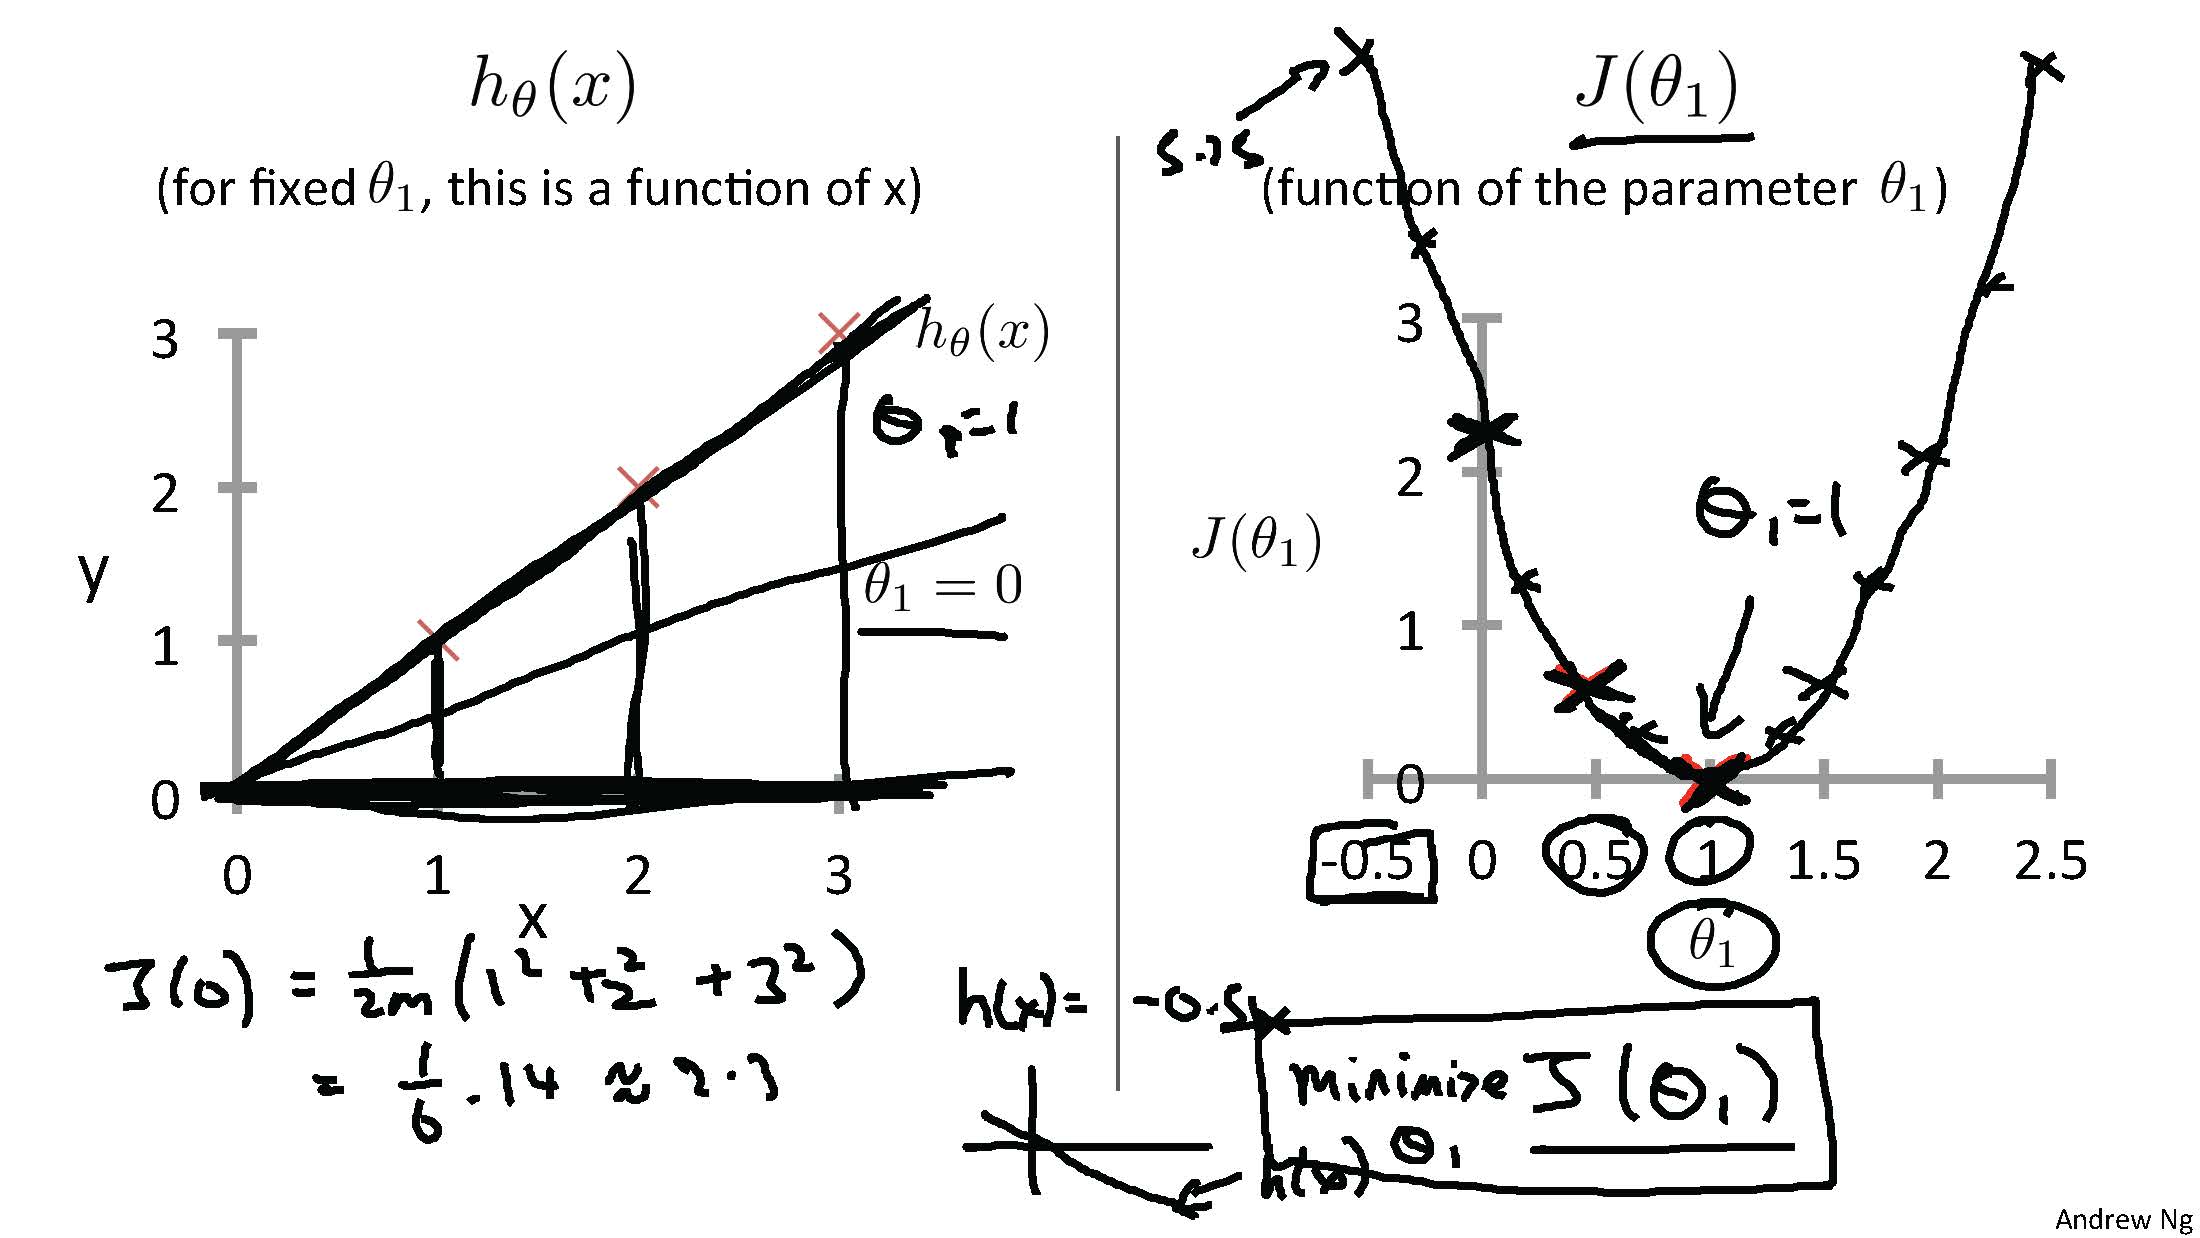 hθ(x)
(for fixed θ₁, this is a function of x)
3
2
1
0
y
0 1 2 3
x
hθ(x)
θ₁=1
θ₁ = 0
J(0) = 1/2m (1² + 2² + 3²)
= 1/6 · 14 ≈ 2.3
J(θ₁)
5.25
(function of the parameter θ₁)
3
2
1
0
J(θ₁)
θ₁=1
-0.5 0 0.5 1 1.5 2 2.5
θ₁
h(x) = -0.5x
h(x)
minimize J(θ₁)
θ₁
Andrew Ng